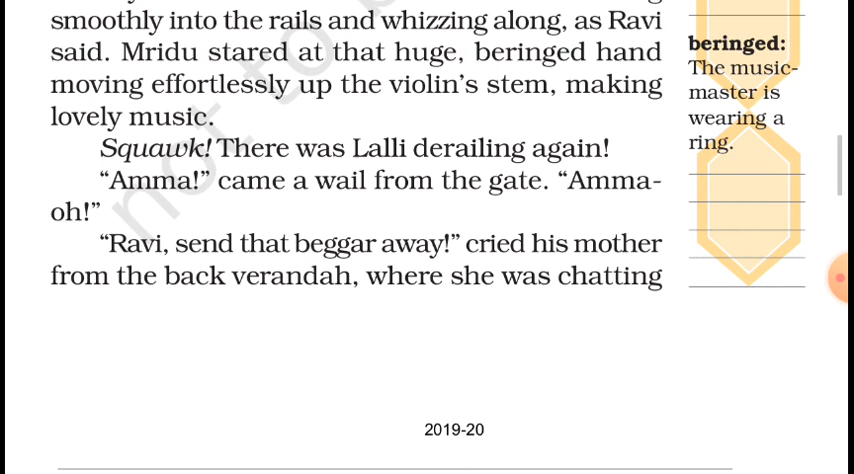 smoothly into the rails and whizzing along, as Ravi
said. Mridu stared at that huge, beringed hand
moving effortlessly up the violin's stem, making
lovely music.
Squawk! There was Lalli derailing again!
“Amma!” came a wail from the gate. “Amma-
oh!”
“Ravi, send that beggar away!” cried his mother
from the back verandah, where she was chatting
beringed:
The music-
master is
wearing a
ring.
not to be
2019-20